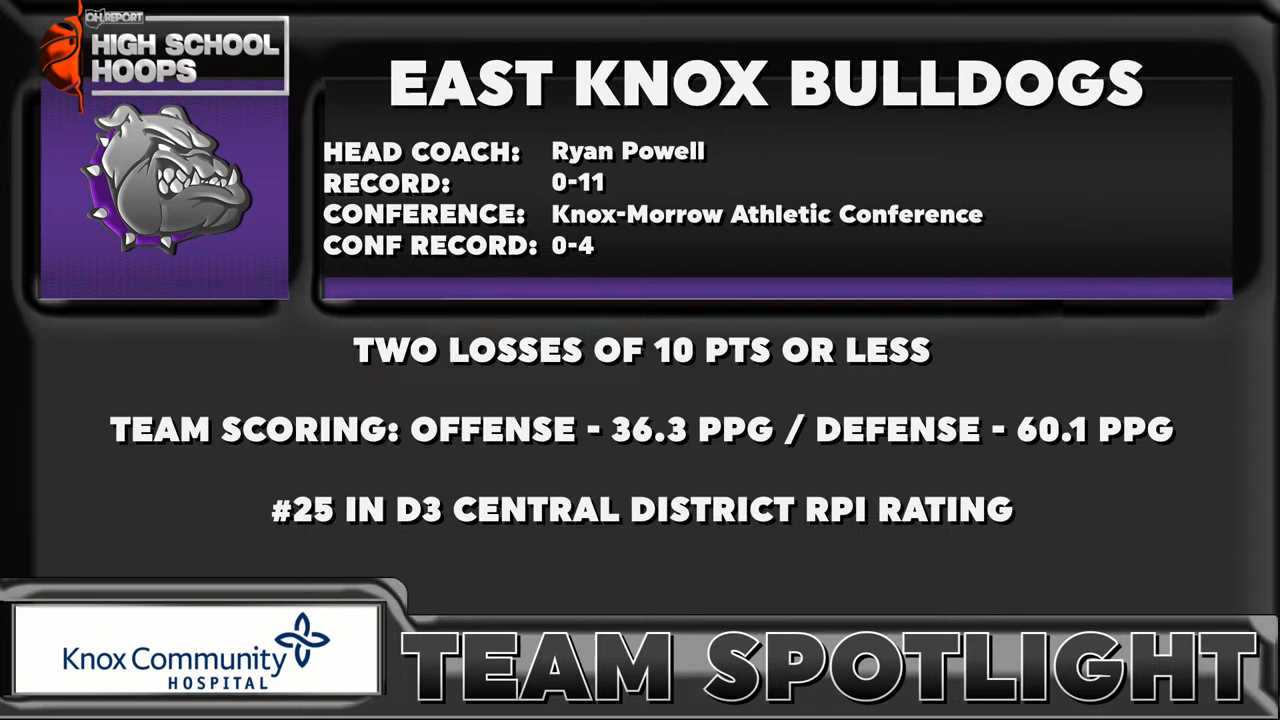 OH.REPORT
HIGH SCHOOL
HOOPS
EAST KNOX BULLDOGS
HEAD COACH: Ryan Powell
RECORD: 0-11
CONFERENCE: Knox-Morrow Athletic Conference
CONF RECORD: 0-4
TWO LOSSES OF 10 PTS OR LESS
TEAM SCORING: OFFENSE - 36.3 PPG / DEFENSE - 60.1 PPG
#25 IN D3 CENTRAL DISTRICT RPI RATING
Knox Community
HOSPITAL
TEAM SPOTLIGHT